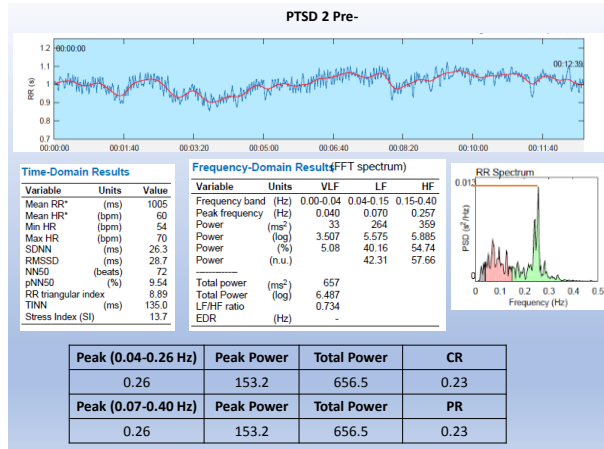 PTSD 2 Pre-
1.2
00:00:00
00:12:39
1.1
1
0.9
0.8
0.7
RR (s)
00:00:00 00:01:40 00:03:20 00:05:00 00:06:40 00:08:20 00:10:00 00:11:40
Time-Domain Results
Variable Units Value
Mean RR* (ms) 1005
Mean HR* (bpm) 60
Min HR (bpm) 54
Max HR (bpm) 70
SDNN (ms) 26.3
RMSSD (ms) 28.7
NN50 (beats) 72
pNN50 (%) 9.54
RR triangular index 8.89
TINN (ms) 135.0
Stress Index (SI) 13.7
Frequency-Domain Results (FFT spectrum)
Variable Units VLF LF HF
Frequency band (Hz) 0.00-0.04 0.04-0.15 0.15-0.40
Peak frequency (Hz) 0.040 0.070 0.257
Power (ms2) 33 264 359
Power (log) 3.507 5.575 5.885
Power (%) 5.08 40.16 54.74
Power (n.u.) 42.31 57.66
Total power (ms2) 657
Total Power (log) 6.487
LF/HF ratio 0.734
EDR (Hz) -
RR Spectrum
0.013
PSD (s²/Hz)
0
0 0.1 0.2 0.3 0.4 0.5
Frequency (Hz)
Peak (0.04-0.26 Hz) Peak Power Total Power CR
0.26 153.2 656.5 0.23
Peak (0.07-0.40 Hz) Peak Power Total Power PR
0.26 153.2 656.5 0.23